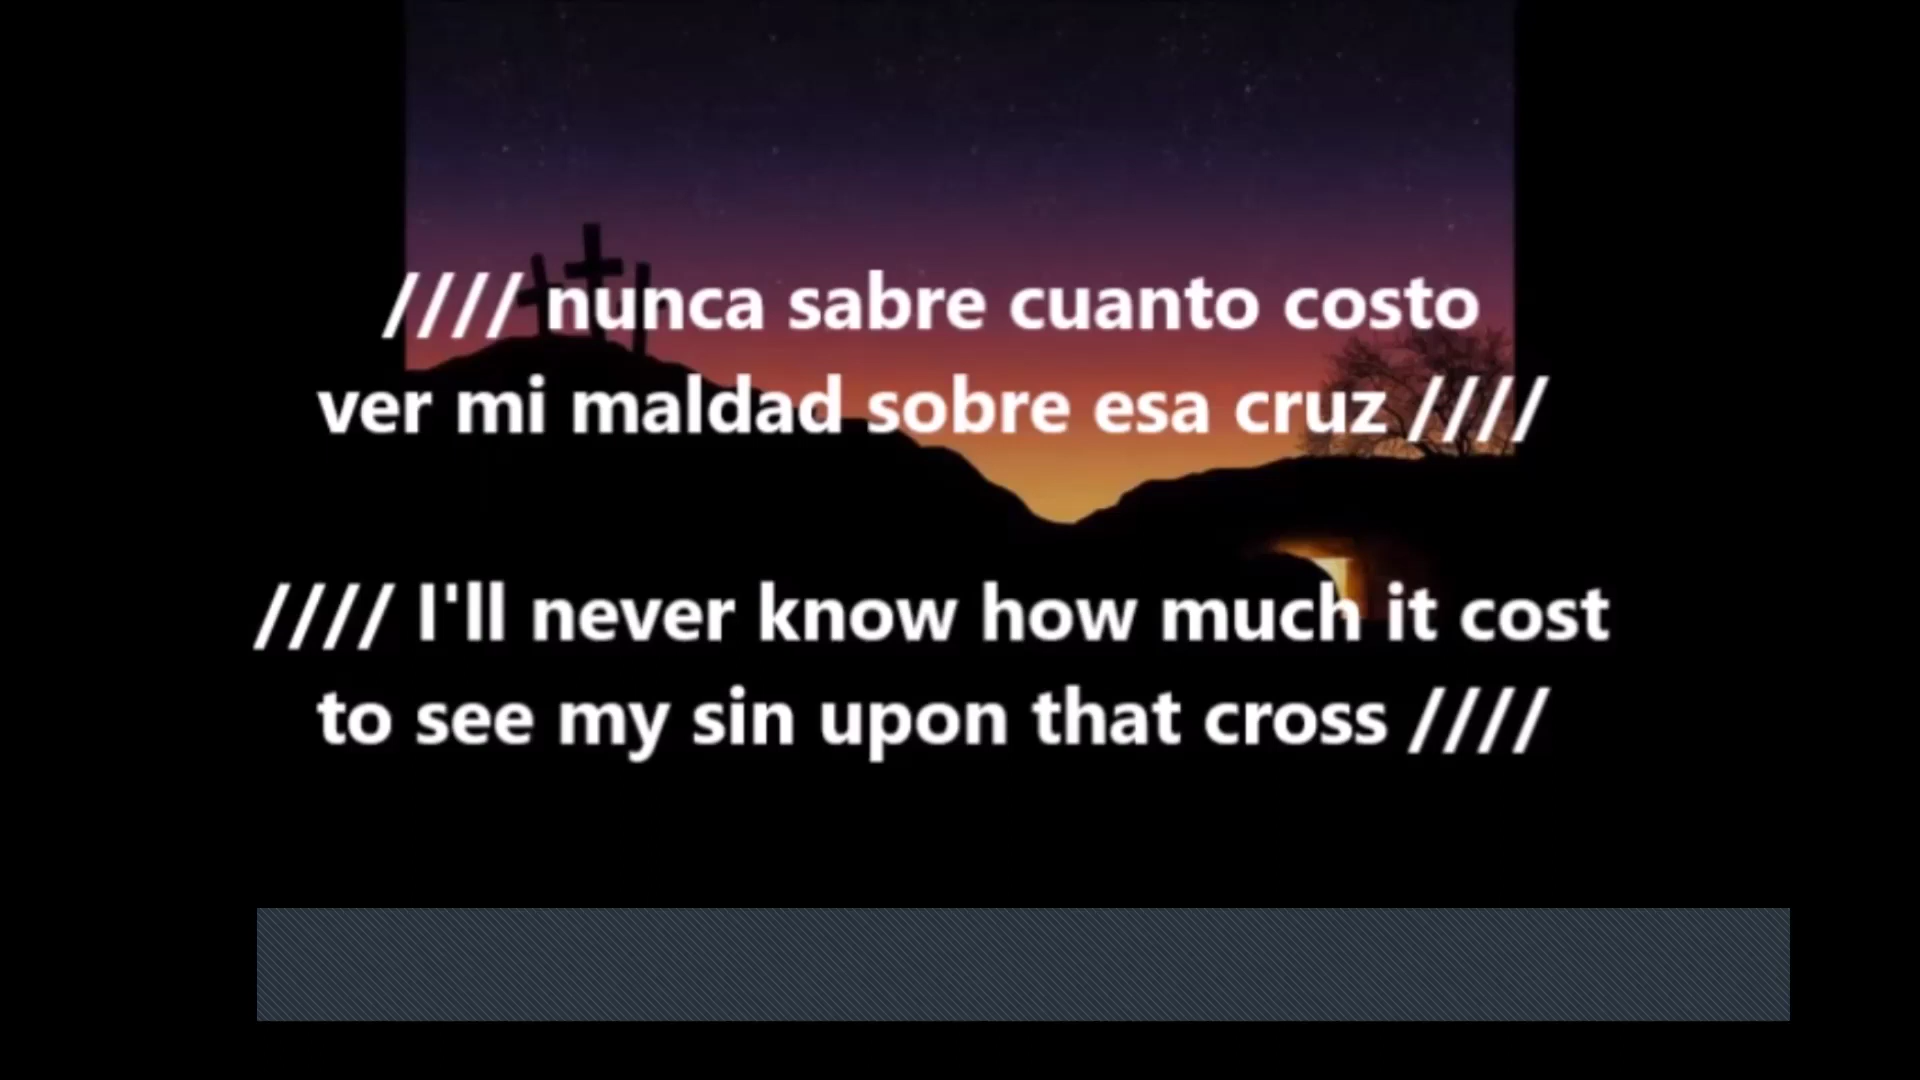 //// nunca sabre cuanto costo
ver mi maldad sobre esa cruz ////
//// I'll never know how much it cost
to see my sin upon that cross ////